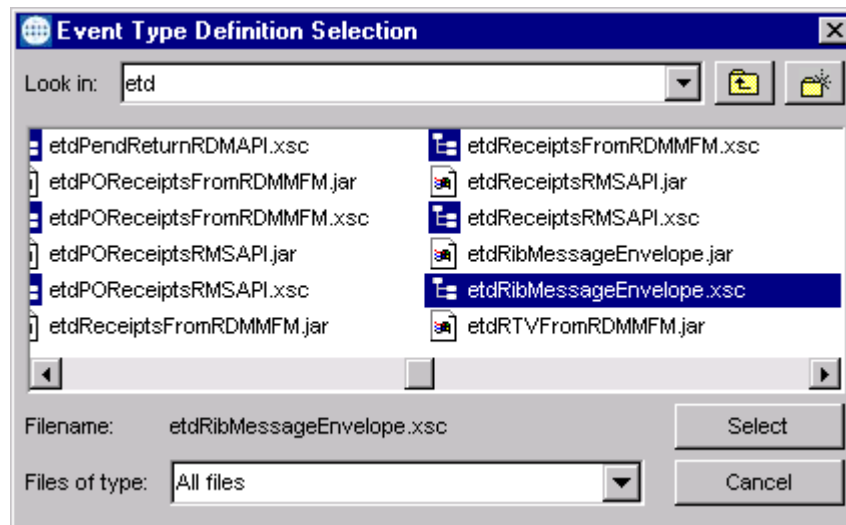 Event Type Definition Selection
Look in: etd
etdPendReturnRDMAPI.xsc
etdPOReceiptsFromRDMMFM.jar
etdPOReceiptsFromRDMMFM.xsc
etdPOReceiptsRMSAPI.jar
etdPOReceiptsRMSAPI.xsc
etdReceiptsFromRDMMFM.jar
etdReceiptsFromRDMMFM.xsc
etdReceiptsRMSAPI.jar
etdReceiptsRMSAPI.xsc
etdRibMessageEnvelope.jar
etdRibMessageEnvelope.xsc
etdRTVFromRDMMFM.jar
Filename: etdRibMessageEnvelope.xsc Select
Files of type: All files Cancel